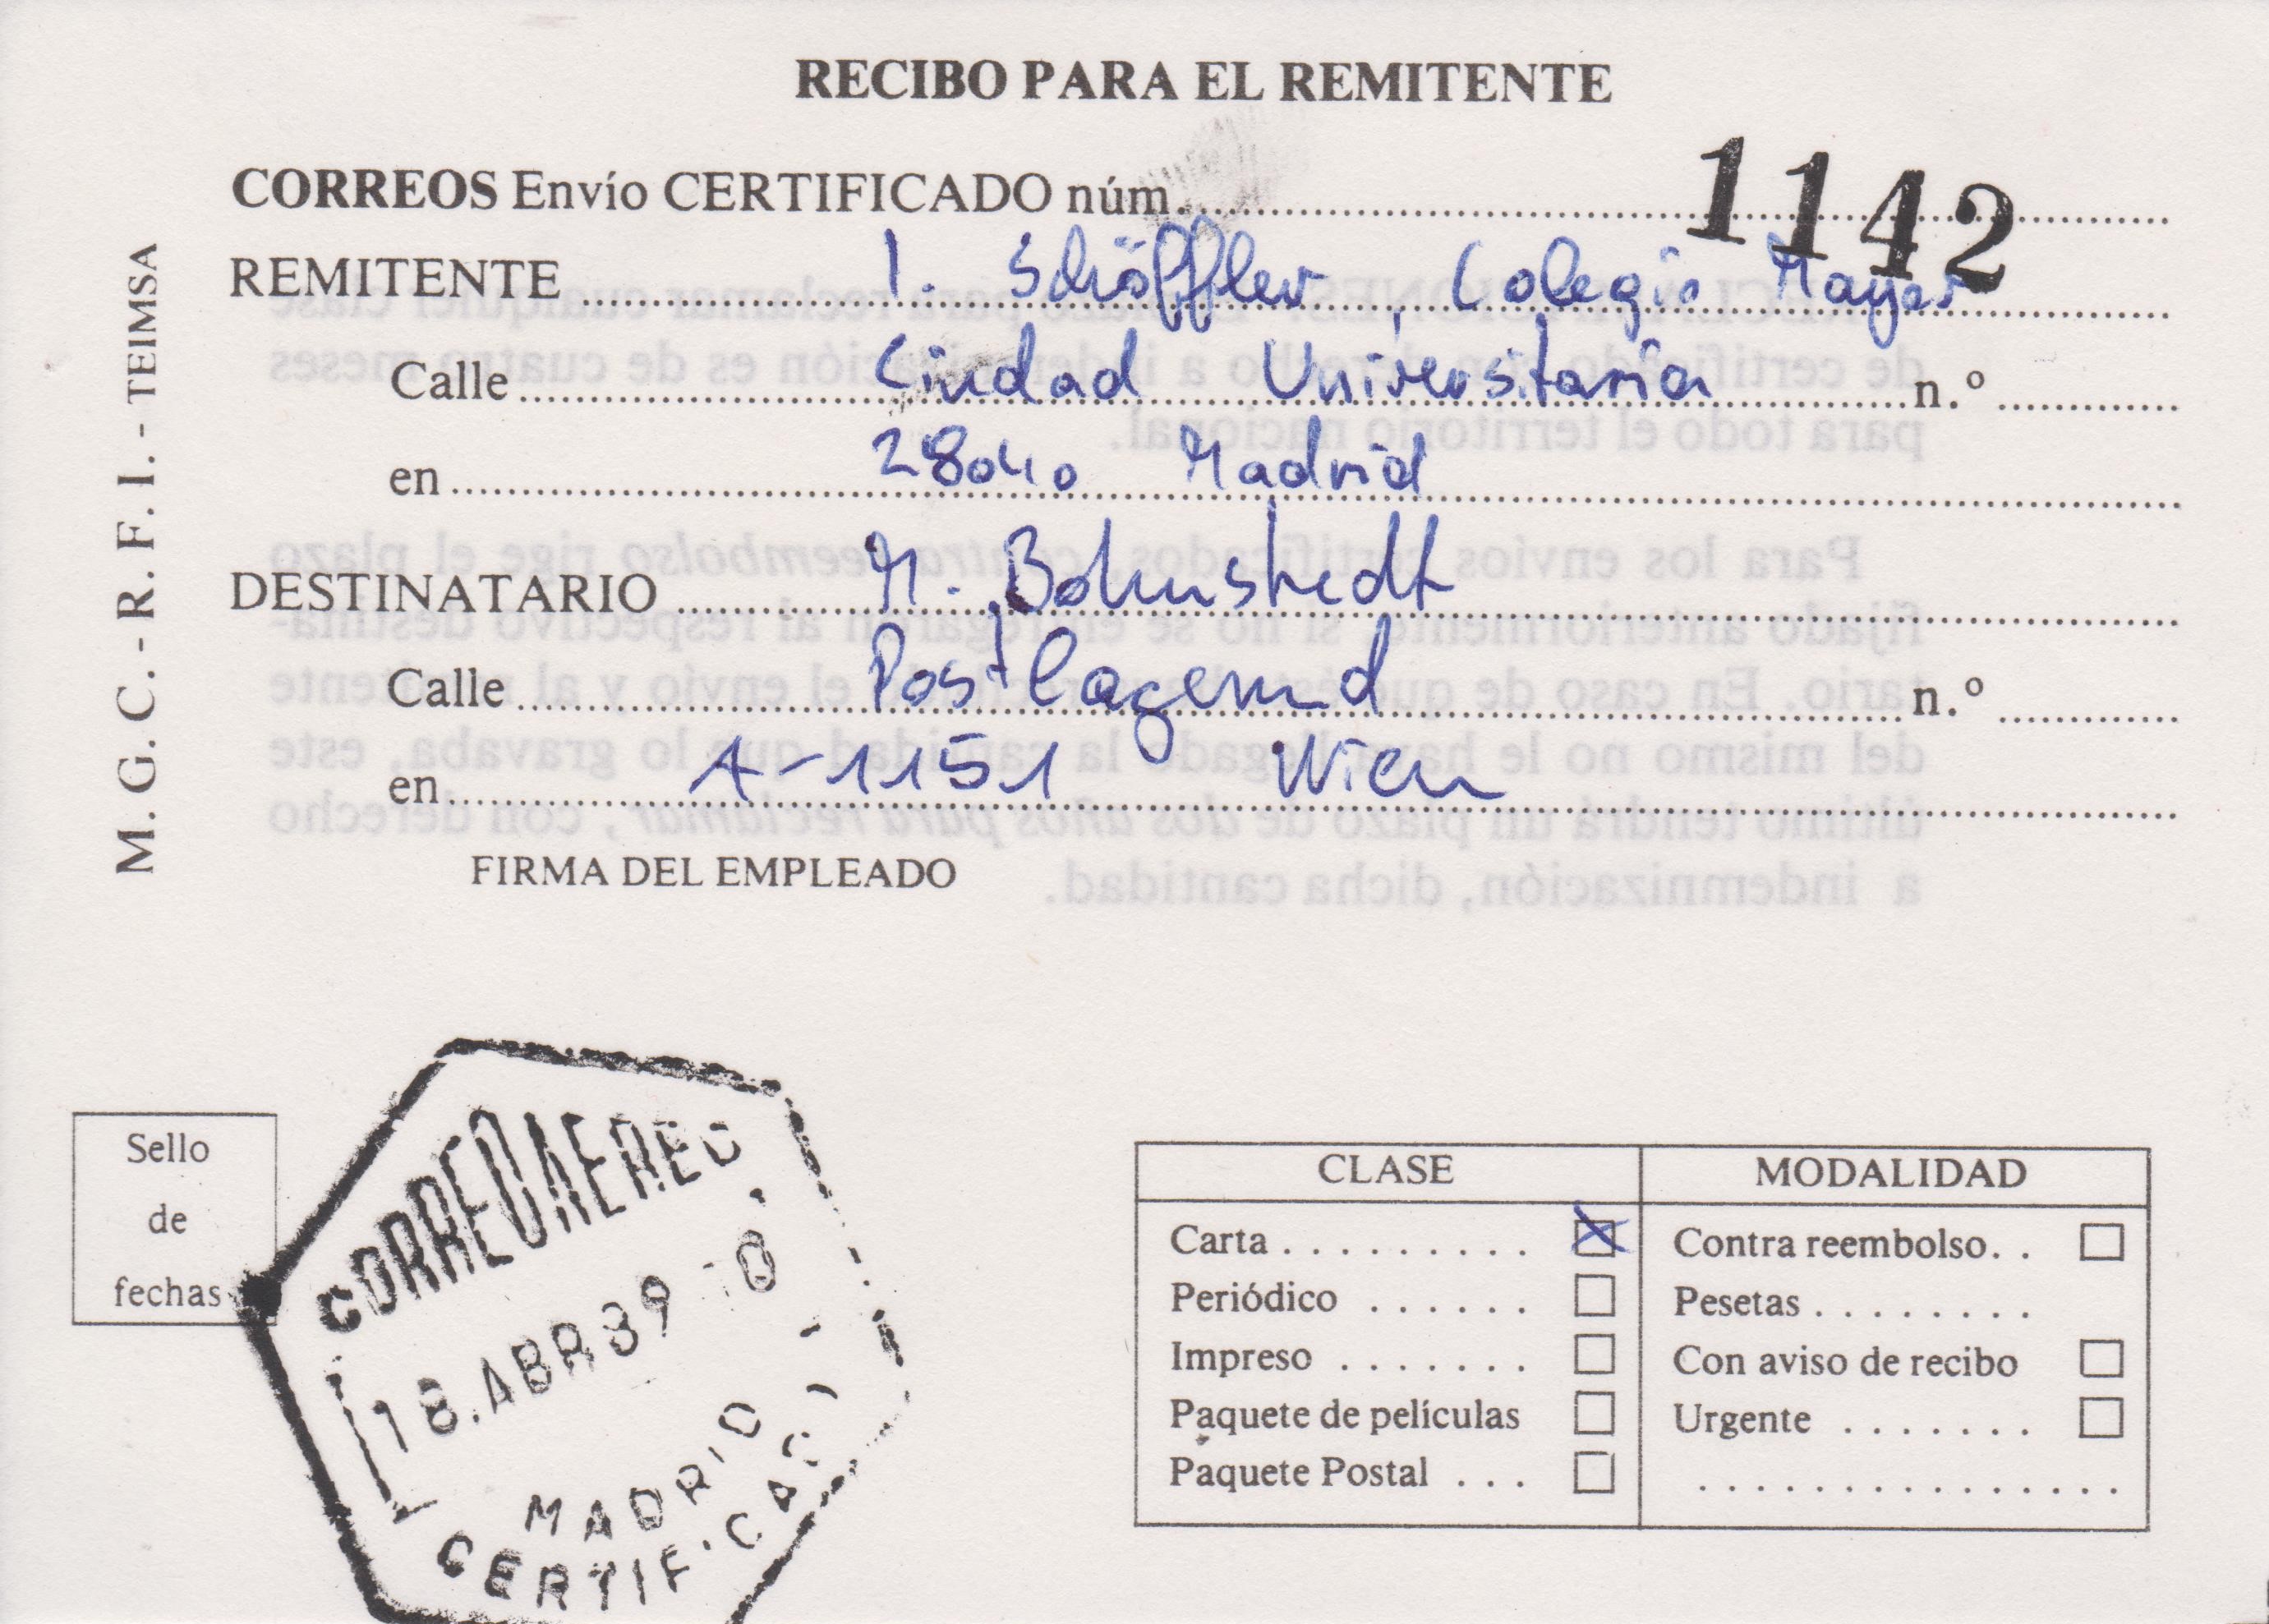 RECIBO PARA EL REMITENTE
CORREOS Envío CERTIFICADO núm. 1142
REMITENTE I. Schöffler, Colegio Mayor
Calle Ciudad Universitaria n.º
en 28040 Madrid
DESTINATARIO M. Bohnstedt
Calle Postlagernd n.º
en A-1151 Wien
FIRMA DEL EMPLEADO
M. G. C. - R. F. I. - TEIMSA
Sello
de
fechas
CORREO AEREO
18.ABR 89
MADRID
CLASE MODALIDAD
Carta . . . . . . . . . Contra reembolso. .
Periódico . . . . . . Pesetas . . . . . . . .
Impreso . . . . . . . Con aviso de recibo
Paquete de películas Urgente . . . . . . .
Paquete Postal . . .